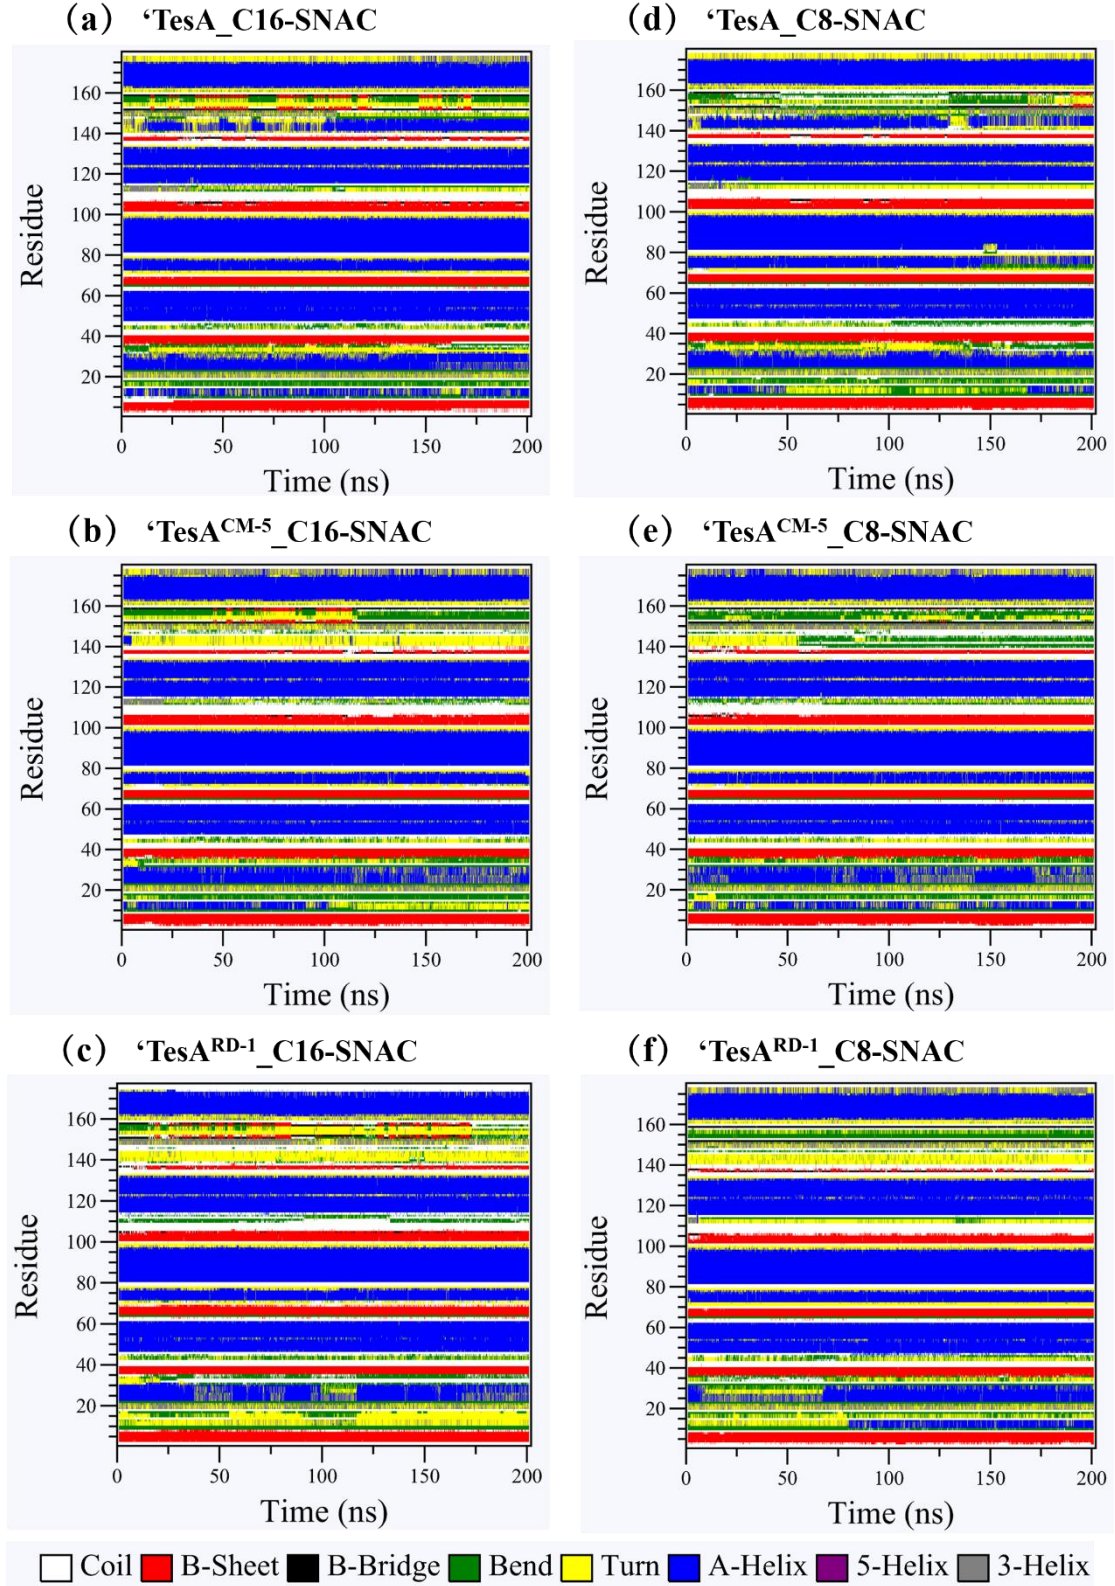 (a) ‘TesA_C16-SNAC
Residue
160
140
120
100
80
60
40
20
0 50 100 150 200
Time (ns)
(d) ‘TesA_C8-SNAC
Residue
160
140
120
100
80
60
40
20
0 50 100 150 200
Time (ns)
(b) ‘TesA^CM-5_C16-SNAC
Residue
160
140
120
100
80
60
40
20
0 50 100 150 200
Time (ns)
(e) ‘TesA^CM-5_C8-SNAC
Residue
160
140
120
100
80
60
40
20
0 50 100 150 200
Time (ns)
(c) ‘TesA^RD-1_C16-SNAC
Residue
160
140
120
100
80
60
40
20
0 50 100 150 200
Time (ns)
(f) ‘TesA^RD-1_C8-SNAC
Residue
160
140
120
100
80
60
40
20
0 50 100 150 200
Time (ns)
Coil B-Sheet B-Bridge Bend Turn A-Helix 5-Helix 3-Helix